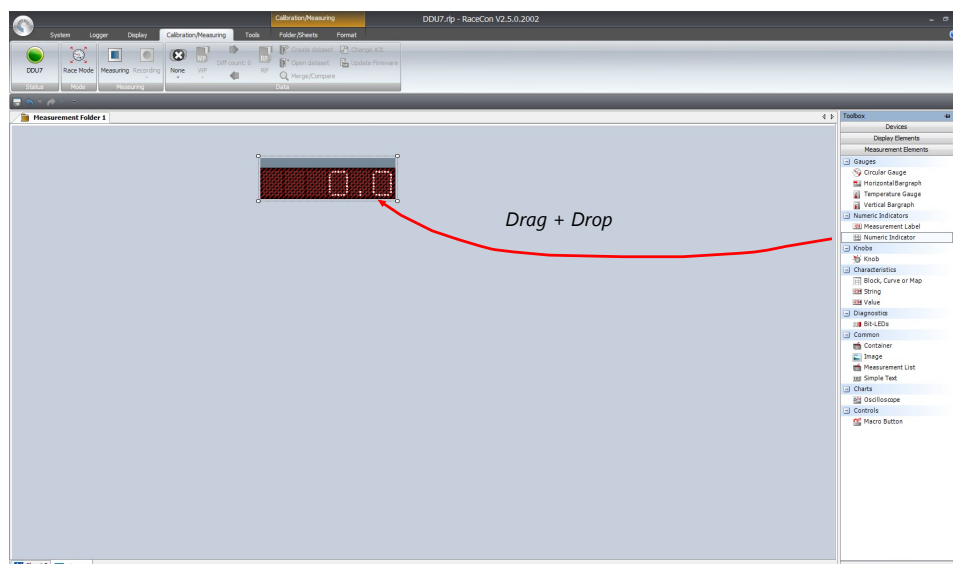 Calibration/Measuring
DDU7.rlp - RaceCon V2.5.0.2002
System Logger Display Calibration/Measuring Tools Folder/Sheets Format
DDU7
Race Mode
Measuring
Recording
None
WP
Diff count: 0
RP
Create dataset
Change A2L
Open dataset
Update Firmware
Merge/Compare
Status
Mode
Measuring
Data
Measurement Folder 1
0.0
Drag + Drop
Toolbox
Devices
Display Elements
Measurement Elements
Gauges
Circular Gauge
HorizontalBargraph
Temperature Gauge
Vertical Bargraph
Numeric Indicators
Measurement Label
Numeric Indicator
Knobs
Knob
Characteristics
Block, Curve or Map
String
Value
Diagnostics
Bit-LEDs
Common
Container
Image
Measurement List
Simple Text
Charts
Oscilloscope
Controls
Macro Button